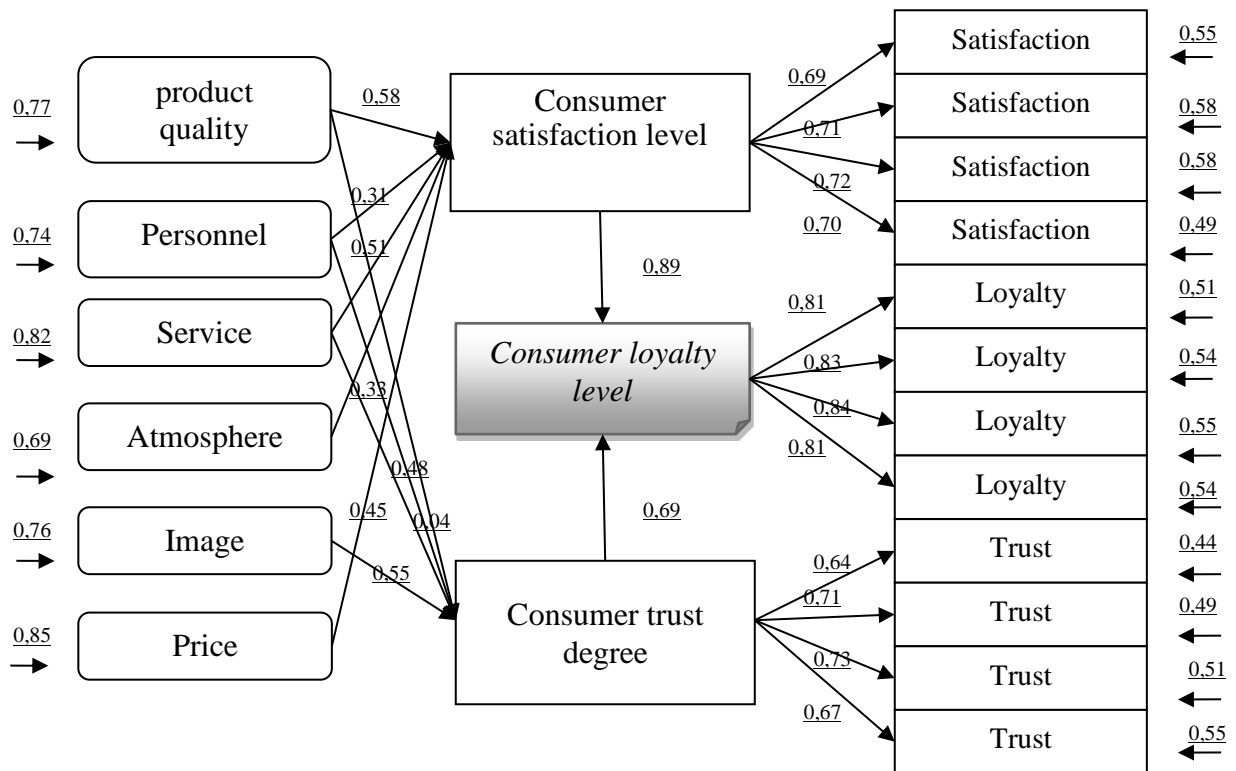 0,77
product
quality
0,74
Personnel
0,82
Service
0,69
Atmosphere
0,76
Image
0,85
Price
0,58
0,31
0,51
0,33
0,48
0,45
0,04
0,55
Consumer
satisfaction level
0,89
Consumer loyalty
level
0,69
Consumer trust
degree
0,69
0,71
0,72
0,70
0,81
0,83
0,84
0,81
0,64
0,71
0,73
0,67
Satisfaction
0,55
Satisfaction
0,58
Satisfaction
0,58
Satisfaction
0,49
Loyalty
0,51
Loyalty
0,54
Loyalty
0,55
Loyalty
0,54
Trust
0,44
Trust
0,49
Trust
0,51
Trust
0,55